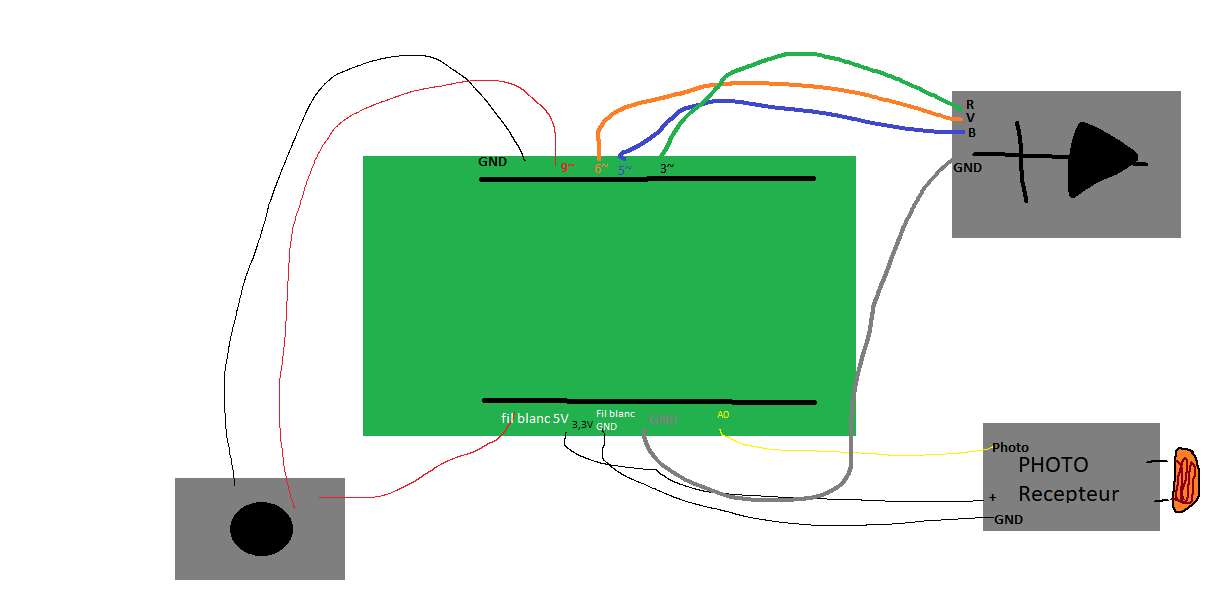 R
V
B
GND
GND
9~
6~
5~
3~
fil blanc 5V
3,3V
Fil blanc
GND
GND
A0
Photo
PHOTO
Recepteur
+
GND